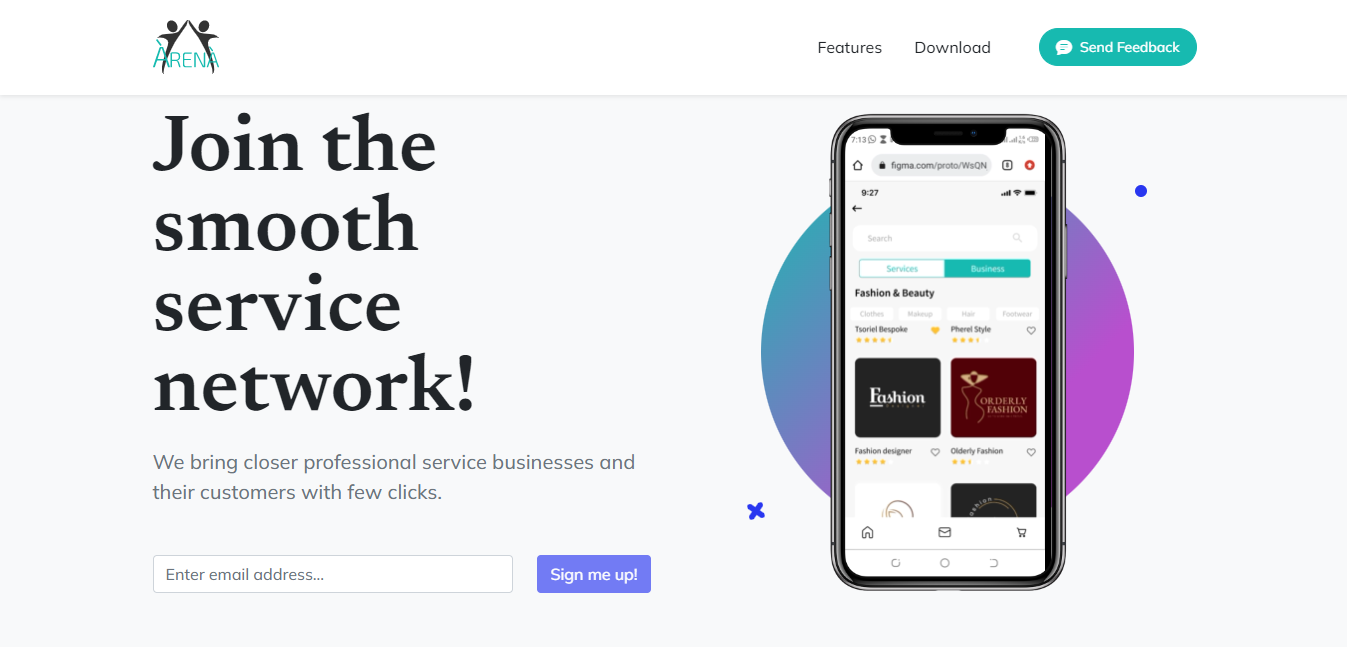 ÀRENÀ
Features
Download
Send Feedback
Join the
smooth
service
network!
We bring closer professional service businesses and
their customers with few clicks.
Enter email address...
Sign me up!
7:13
figma.com/proto/WsQN
9:27
Search
Services
Business
Fashion & Beauty
Clothes
Makeup
Hair
Footwear
Tsoriel Bespoke
Pherel Style
Fashion
designer
ORDERLY
FASHION
Fashion designer
Olderly Fashion